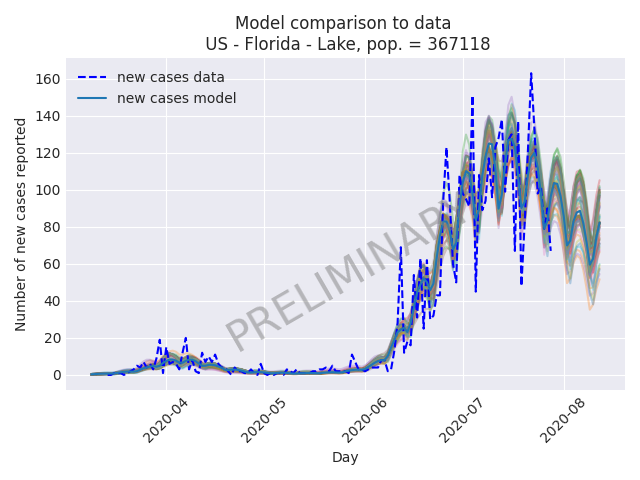 Model comparison to data
US - Florida - Lake, pop. = 367118
new cases data
new cases model
Number of new cases reported
160
140
120
100
80
60
40
20
0
PRELIMINARY
2020-04
2020-05
2020-06
2020-07
2020-08
Day